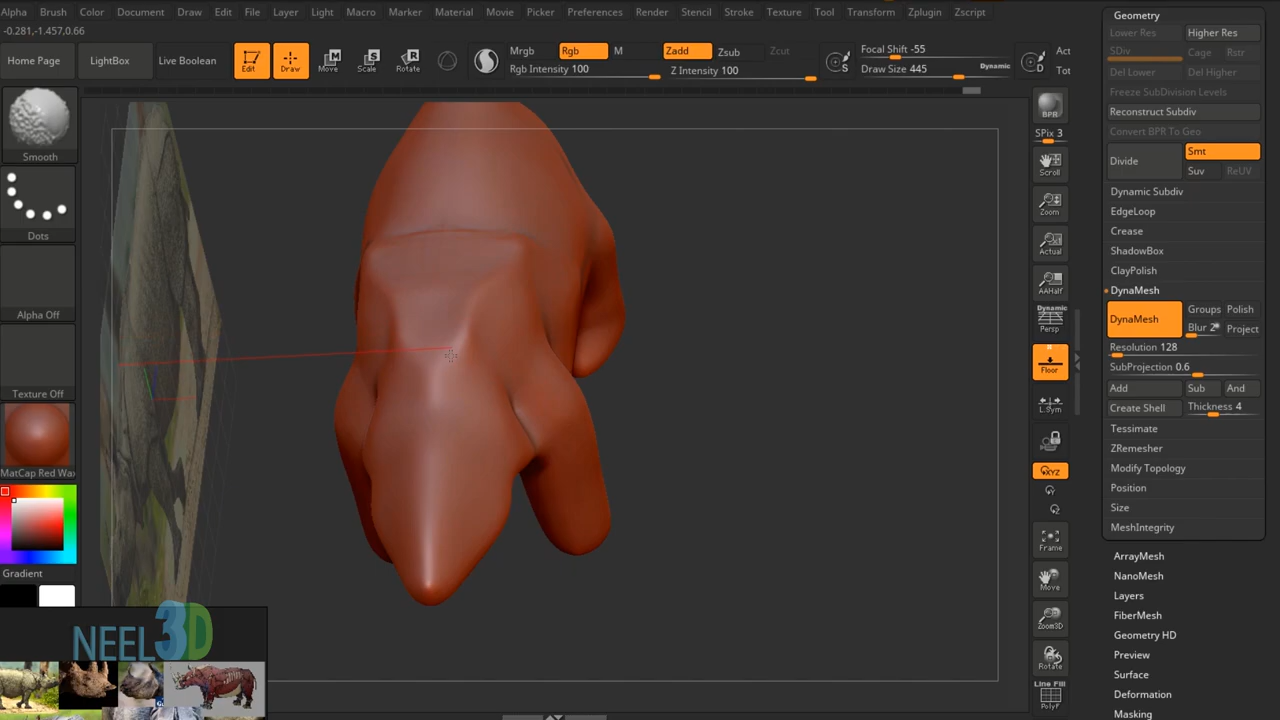 Alpha Brush Color Document Draw Edit File Layer Light Macro Marker Material Movie Picker Preferences Render Stencil Stroke Texture Tool Transform Zplugin Zscript
-0.281,-1.457,0.66
Home Page
LightBox
Live Boolean
Edit
Draw
Move
Scale
Rotate
Mrgb Rgb M
Rgb Intensity 100
Zadd Zsub Zcut
Z Intensity 100
S
Focal Shift -55
Draw Size 445
Dynamic
D
Act
Tot
Smooth
Dots
Alpha Off
Texture Off
MatCap Red Wa
Gradient
NEEL3D
BPR
SPix 3
Scroll
Zoom
Actual
AAHalf
Dynamic
Persp
Floor
L.Sym
XYZ
Frame
Move
Zoom3D
Rotate
Line Fill
PolyF
Geometry
Lower Res Higher Res
SDiv Cage Rstr
Del Lower Del Higher
Freeze SubDivision Levels
Reconstruct Subdiv
Convert BPR To Geo
Divide
Smt
Suv ReUV
Dynamic Subdiv
EdgeLoop
Crease
ShadowBox
ClayPolish
DynaMesh
DynaMesh
Groups Polish
Blur 2 Project
Resolution 128
SubProjection 0.6
Add Sub And
Create Shell Thickness 4
Tessimate
ZRemesher
Modify Topology
Position
Size
MeshIntegrity
ArrayMesh
NanoMesh
Layers
FiberMesh
Geometry HD
Preview
Surface
Deformation
Masking